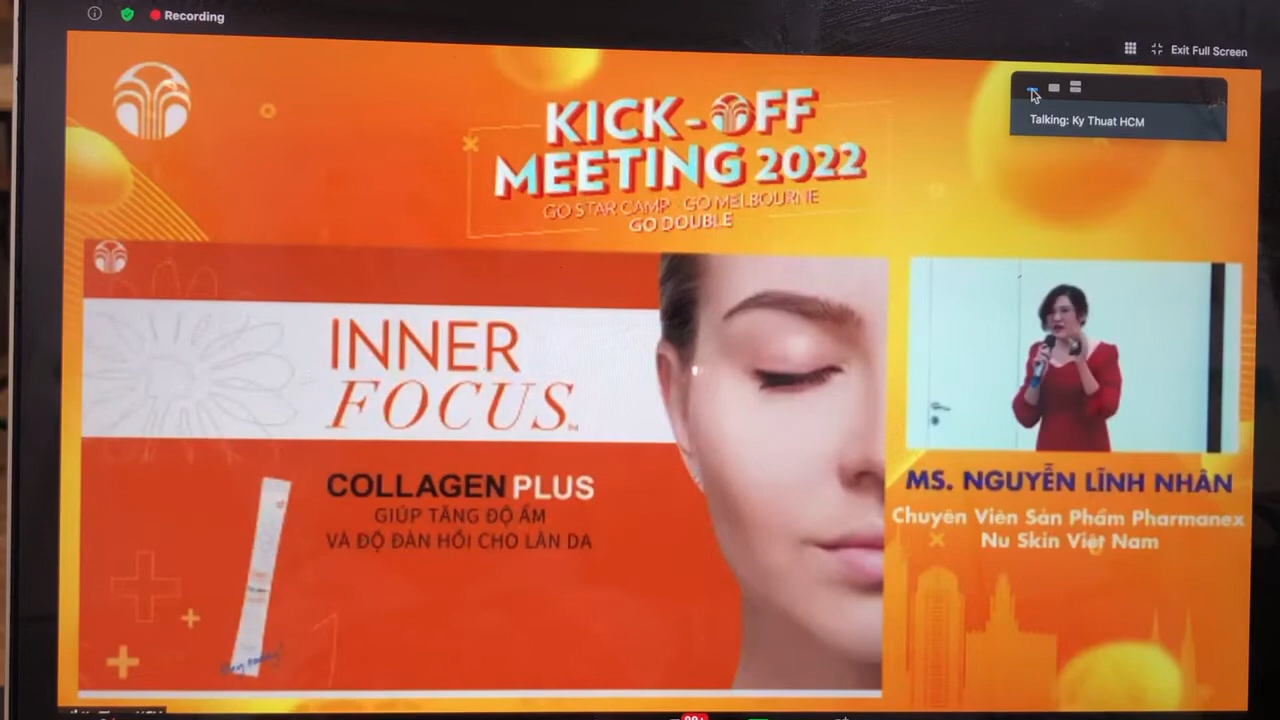 Recording
Exit Full Screen
Talking: Ky Thuat HCM
KICK-OFF
MEETING 2022
GO STAR CAMP - GO MELBOURNE
GO DOUBLE
INNER
FOCUS
COLLAGEN PLUS
GIÚP TĂNG ĐỘ ẨM
VÀ ĐỘ ĐÀN HỒI CHO LÀN DA
MS. NGUYỄN LĨNH NHÂN
Chuyên Viên Sản Phẩm Pharmanex
Nu Skin Việt Nam